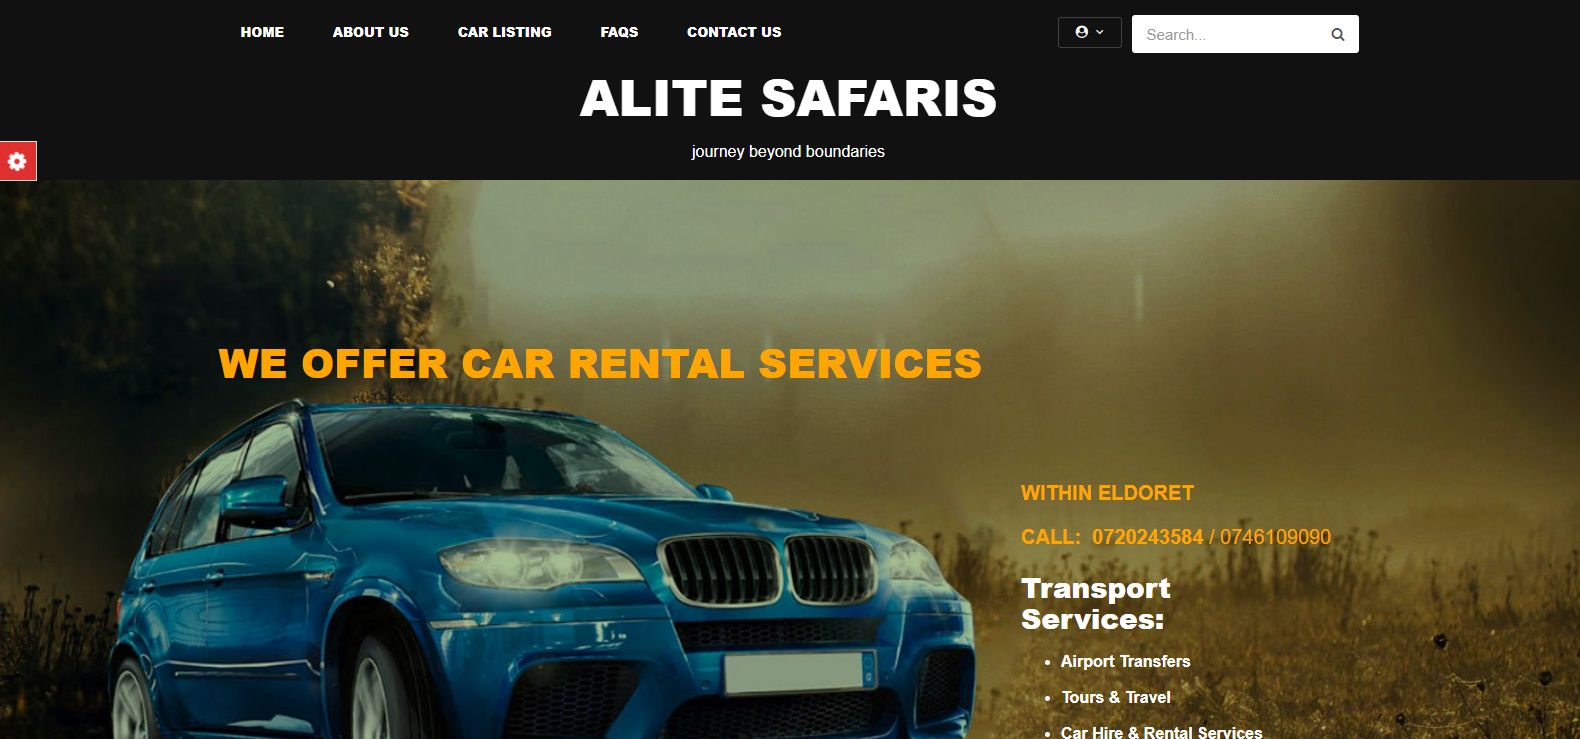 HOME ABOUT US CAR LISTING FAQS CONTACT US
Search...
ALITE SAFARIS
journey beyond boundaries
WE OFFER CAR RENTAL SERVICES
WITHIN ELDORET
CALL: 0720243584 / 0746109090
Transport
Services:
• Airport Transfers
• Tours & Travel
• Car Hire & Rental Services